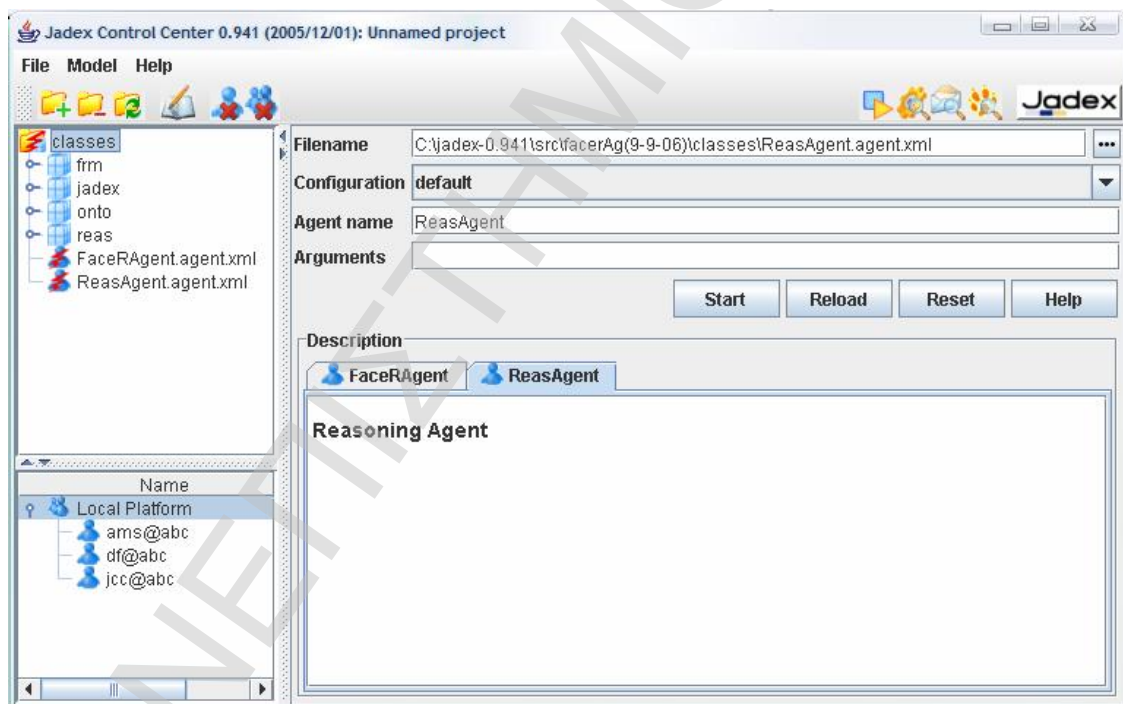 Jadex Control Center 0.941 (2005/12/01): Unnamed project
File Model Help
Jadex
classes
frm
jadex
onto
reas
FaceRAgent.agent.xml
ReasAgent.agent.xml
Filename C:\jadex-0.941\src\facerAg(9-9-06)\classes\ReasAgent.agent.xml ...
Configuration default
Agent name ReasAgent
Arguments
Start Reload Reset Help
Description
FaceRAgent ReasAgent
Reasoning Agent
Name
Local Platform
ams@abc
df@abc
jcc@abc